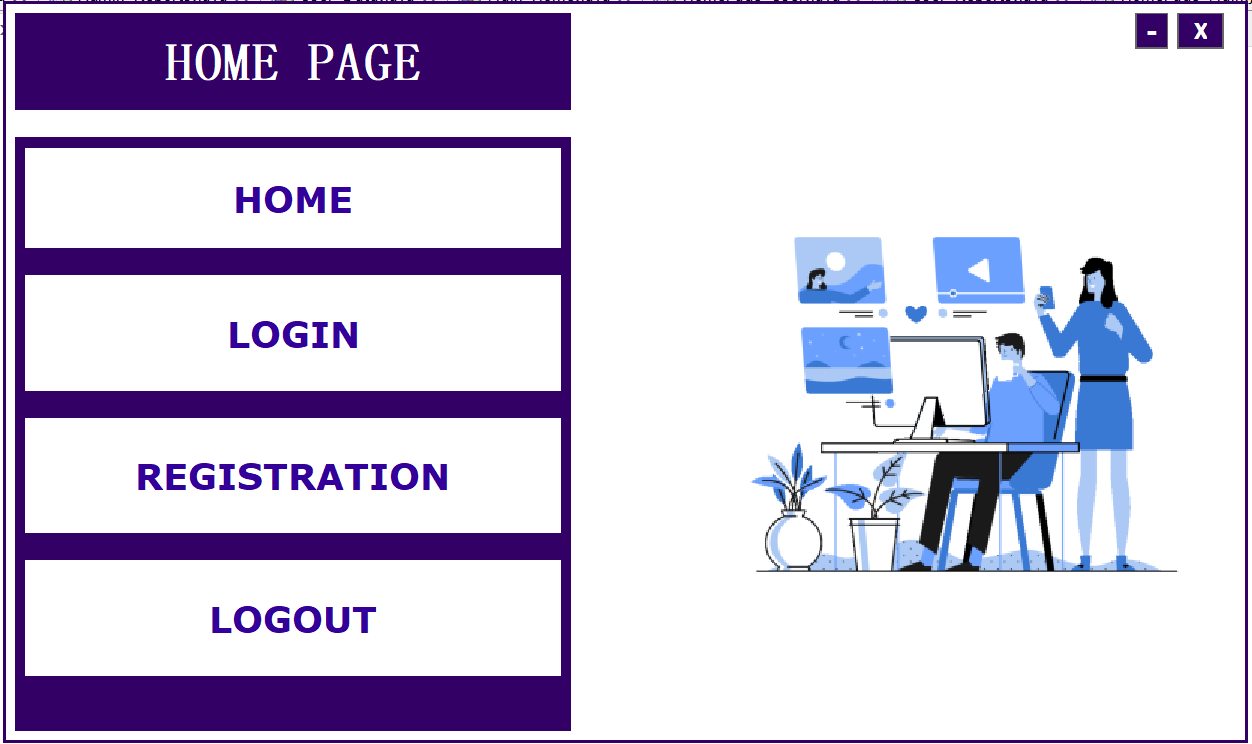 HOME PAGE
- X
HOME
LOGIN
REGISTRATION
LOGOUT